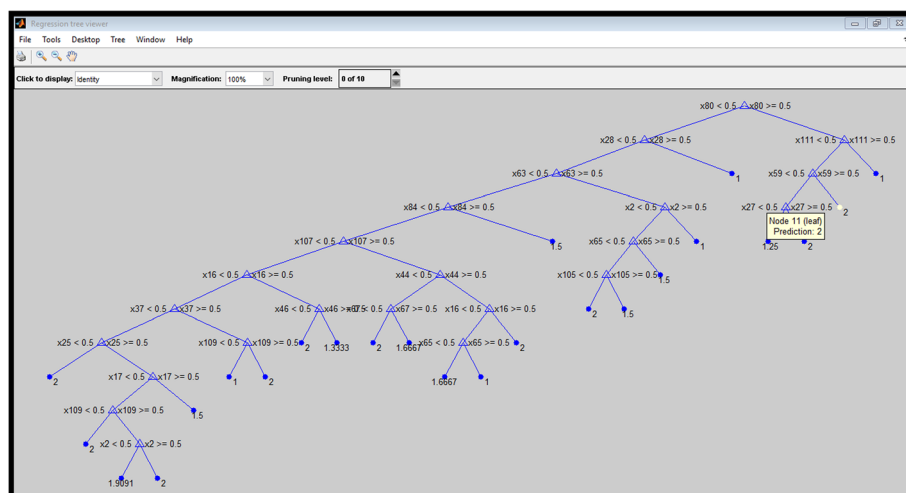 Regression tree viewer
File Tools Desktop Tree Window Help
Click to display: Identity Magnification: 100% Pruning level: 0 of 10
x80 < 0.5 x80 >= 0.5
x28 < 0.5 x28 >= 0.5 x111 < 0.5 x111 >= 0.5
x63 < 0.5 x63 >= 0.5 1 x59 < 0.5 x59 >= 0.5 1
x84 < 0.5 x84 >= 0.5 x2 < 0.5 x2 >= 0.5 x27 < 0.5 x27 >= 0.5 2
Node 11 (leaf)
Prediction: 2
x107 < 0.5 x107 >= 0.5 1.5 x65 < 0.5 x65 >= 0.5 1 1.25 2
x16 < 0.5 x16 >= 0.5 x44 < 0.5 x44 >= 0.5 x105 < 0.5 x105 >= 0.5 1.5
x37 < 0.5 x37 >= 0.5 x46 < 0.5 x46 >= 0.5 x67 < 0.5 x67 >= 0.5 x16 < 0.5 x16 >= 0.5 2 1.5
x25 < 0.5 x25 >= 0.5 x109 < 0.5 x109 >= 0.5 2 1.3333 2 1.6667 x65 < 0.5 x65 >= 0.5 2
2 x17 < 0.5 x17 >= 0.5 1 2 1.6667 1
x109 < 0.5 x109 >= 0.5 1.5
2 x2 < 0.5 x2 >= 0.5
1.9091 2